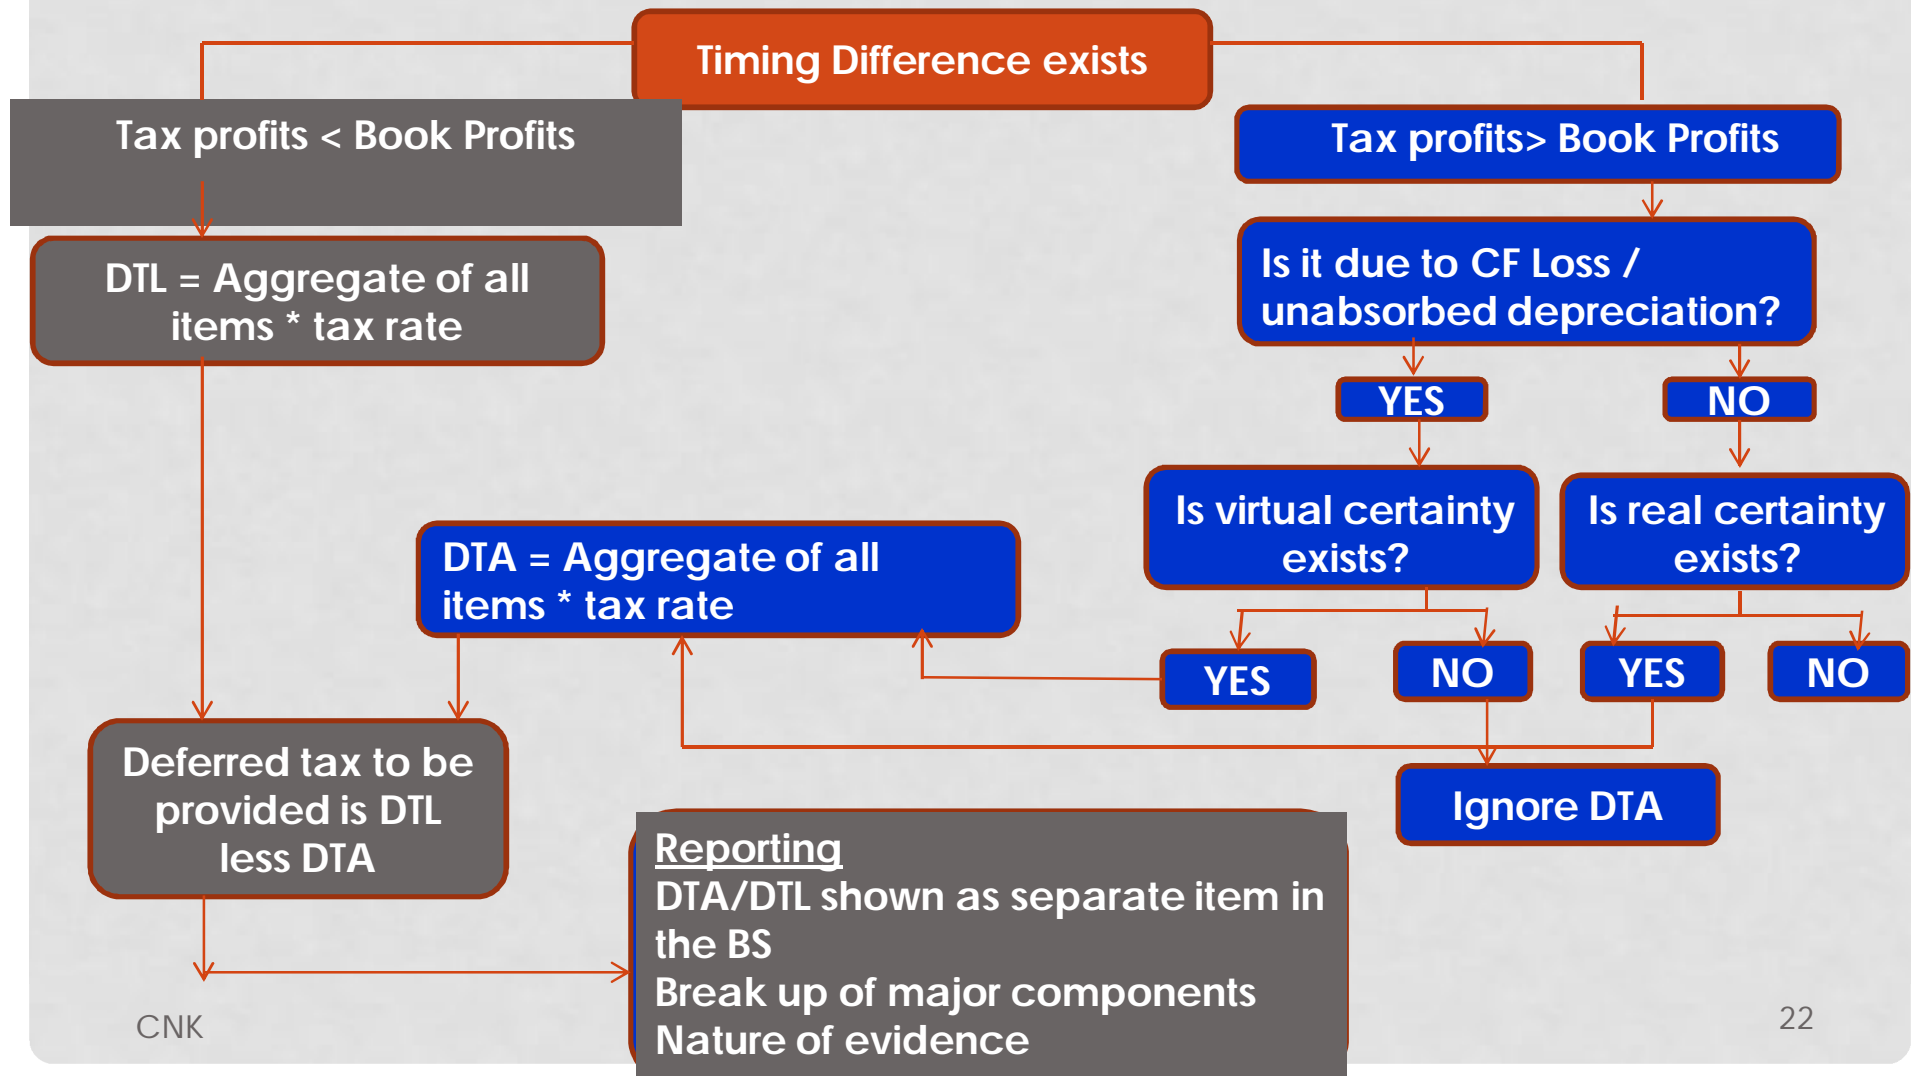 Timing Difference exists
Tax profits < Book Profits
Tax profits> Book Profits
DTL = Aggregate of all
items * tax rate
Is it due to CF Loss /
unabsorbed depreciation?
YES
NO
Is virtual certainty
exists?
Is real certainty
exists?
DTA = Aggregate of all
items * tax rate
YES
NO
YES
NO
Deferred tax to be
provided is DTL
less DTA
Ignore DTA
Reporting
DTA/DTL shown as separate item in
the BS
Break up of major components
Nature of evidence
CNK
22